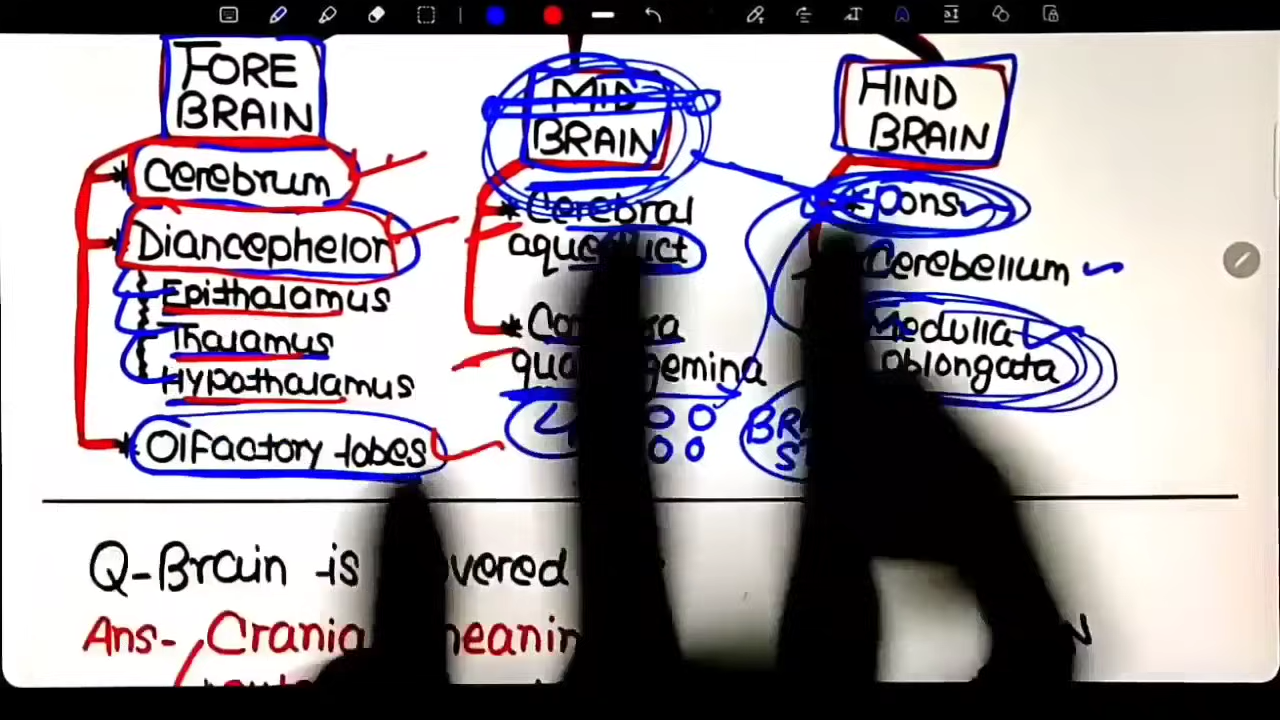 FORE
BRAIN
* Cerebrum
* Diancephelon
Epithalamus
Thalamus
Hypothalamus
* Olfactory lobes
MID
BRAIN
* Cerebral
aqueduct
*
HIND
BRAIN
* Pons
Cerebellum
Medulla
oblongata
4
Q-Brain is
Ans- Crania